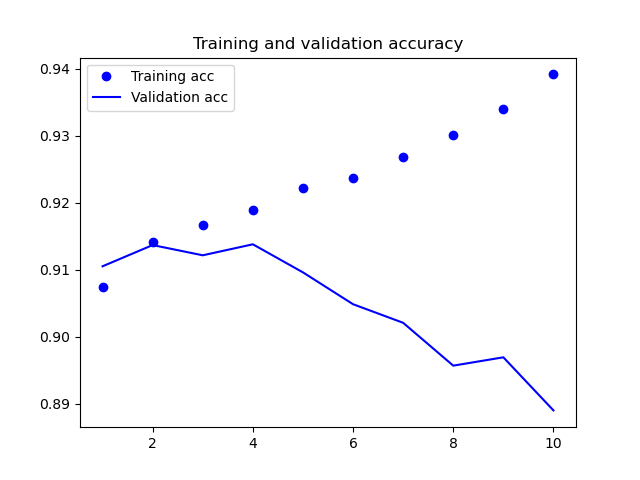 Training and validation accuracy
0.94
Training acc
Validation acc
0.93
0.92
0.91
0.90
0.89
2 4 6 8 10